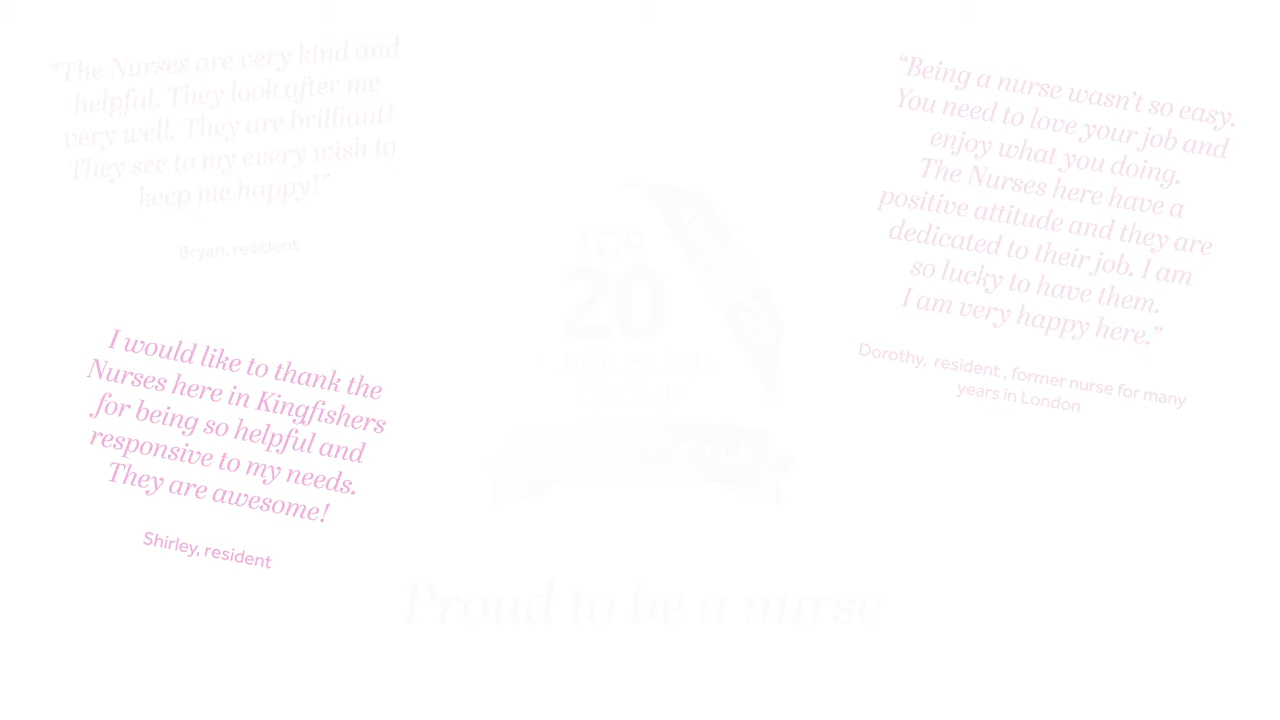 “The Nurses are very kind and
helpful. They look after me
very well. They are brilliant!
They see to my every wish to
keep me happy!”
Bryan, resident
I would like to thank the
Nurses here in Kingfishers
for being so helpful and
responsive to my needs.
They are awesome!
Shirley, resident
TOP
20
CARE HOME
GROUP
Proud to be a nurse
“Being a nurse wasn’t so easy.
You need to love your job and
enjoy what you doing.
The Nurses here have a
positive attitude and they are
dedicated to their job. I am
so lucky to have them.
I am very happy here.”
Dorothy, resident , former nurse for many
years in London